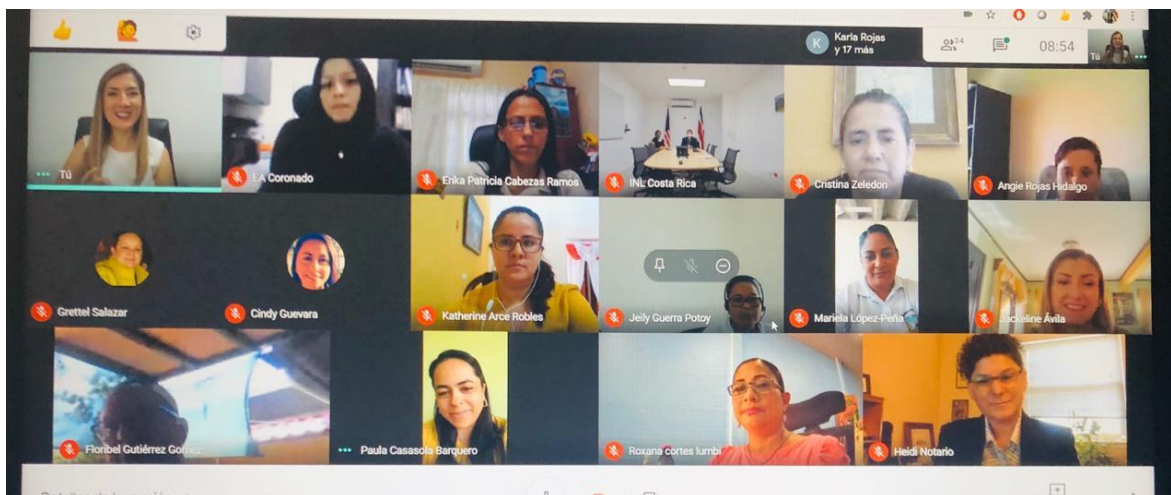 Karla Rojas
y 17 más
34
08:54
Tú
Tú
EA Coronado
Erika Patricia Cabezas Ramos
INL Costa Rica
Cristina Zeledon
Angie Rojas Hidalgo
Grettel Salazar
Cindy Guevara
Katherine Arce Robles
Jeily Guerra Potoy
Mariela López-Peña
Jackeline Ávila
Floribel Gutiérrez Gomez
Paula Casasola Barquero
Roxana cortes lumbi
Heidi Notario